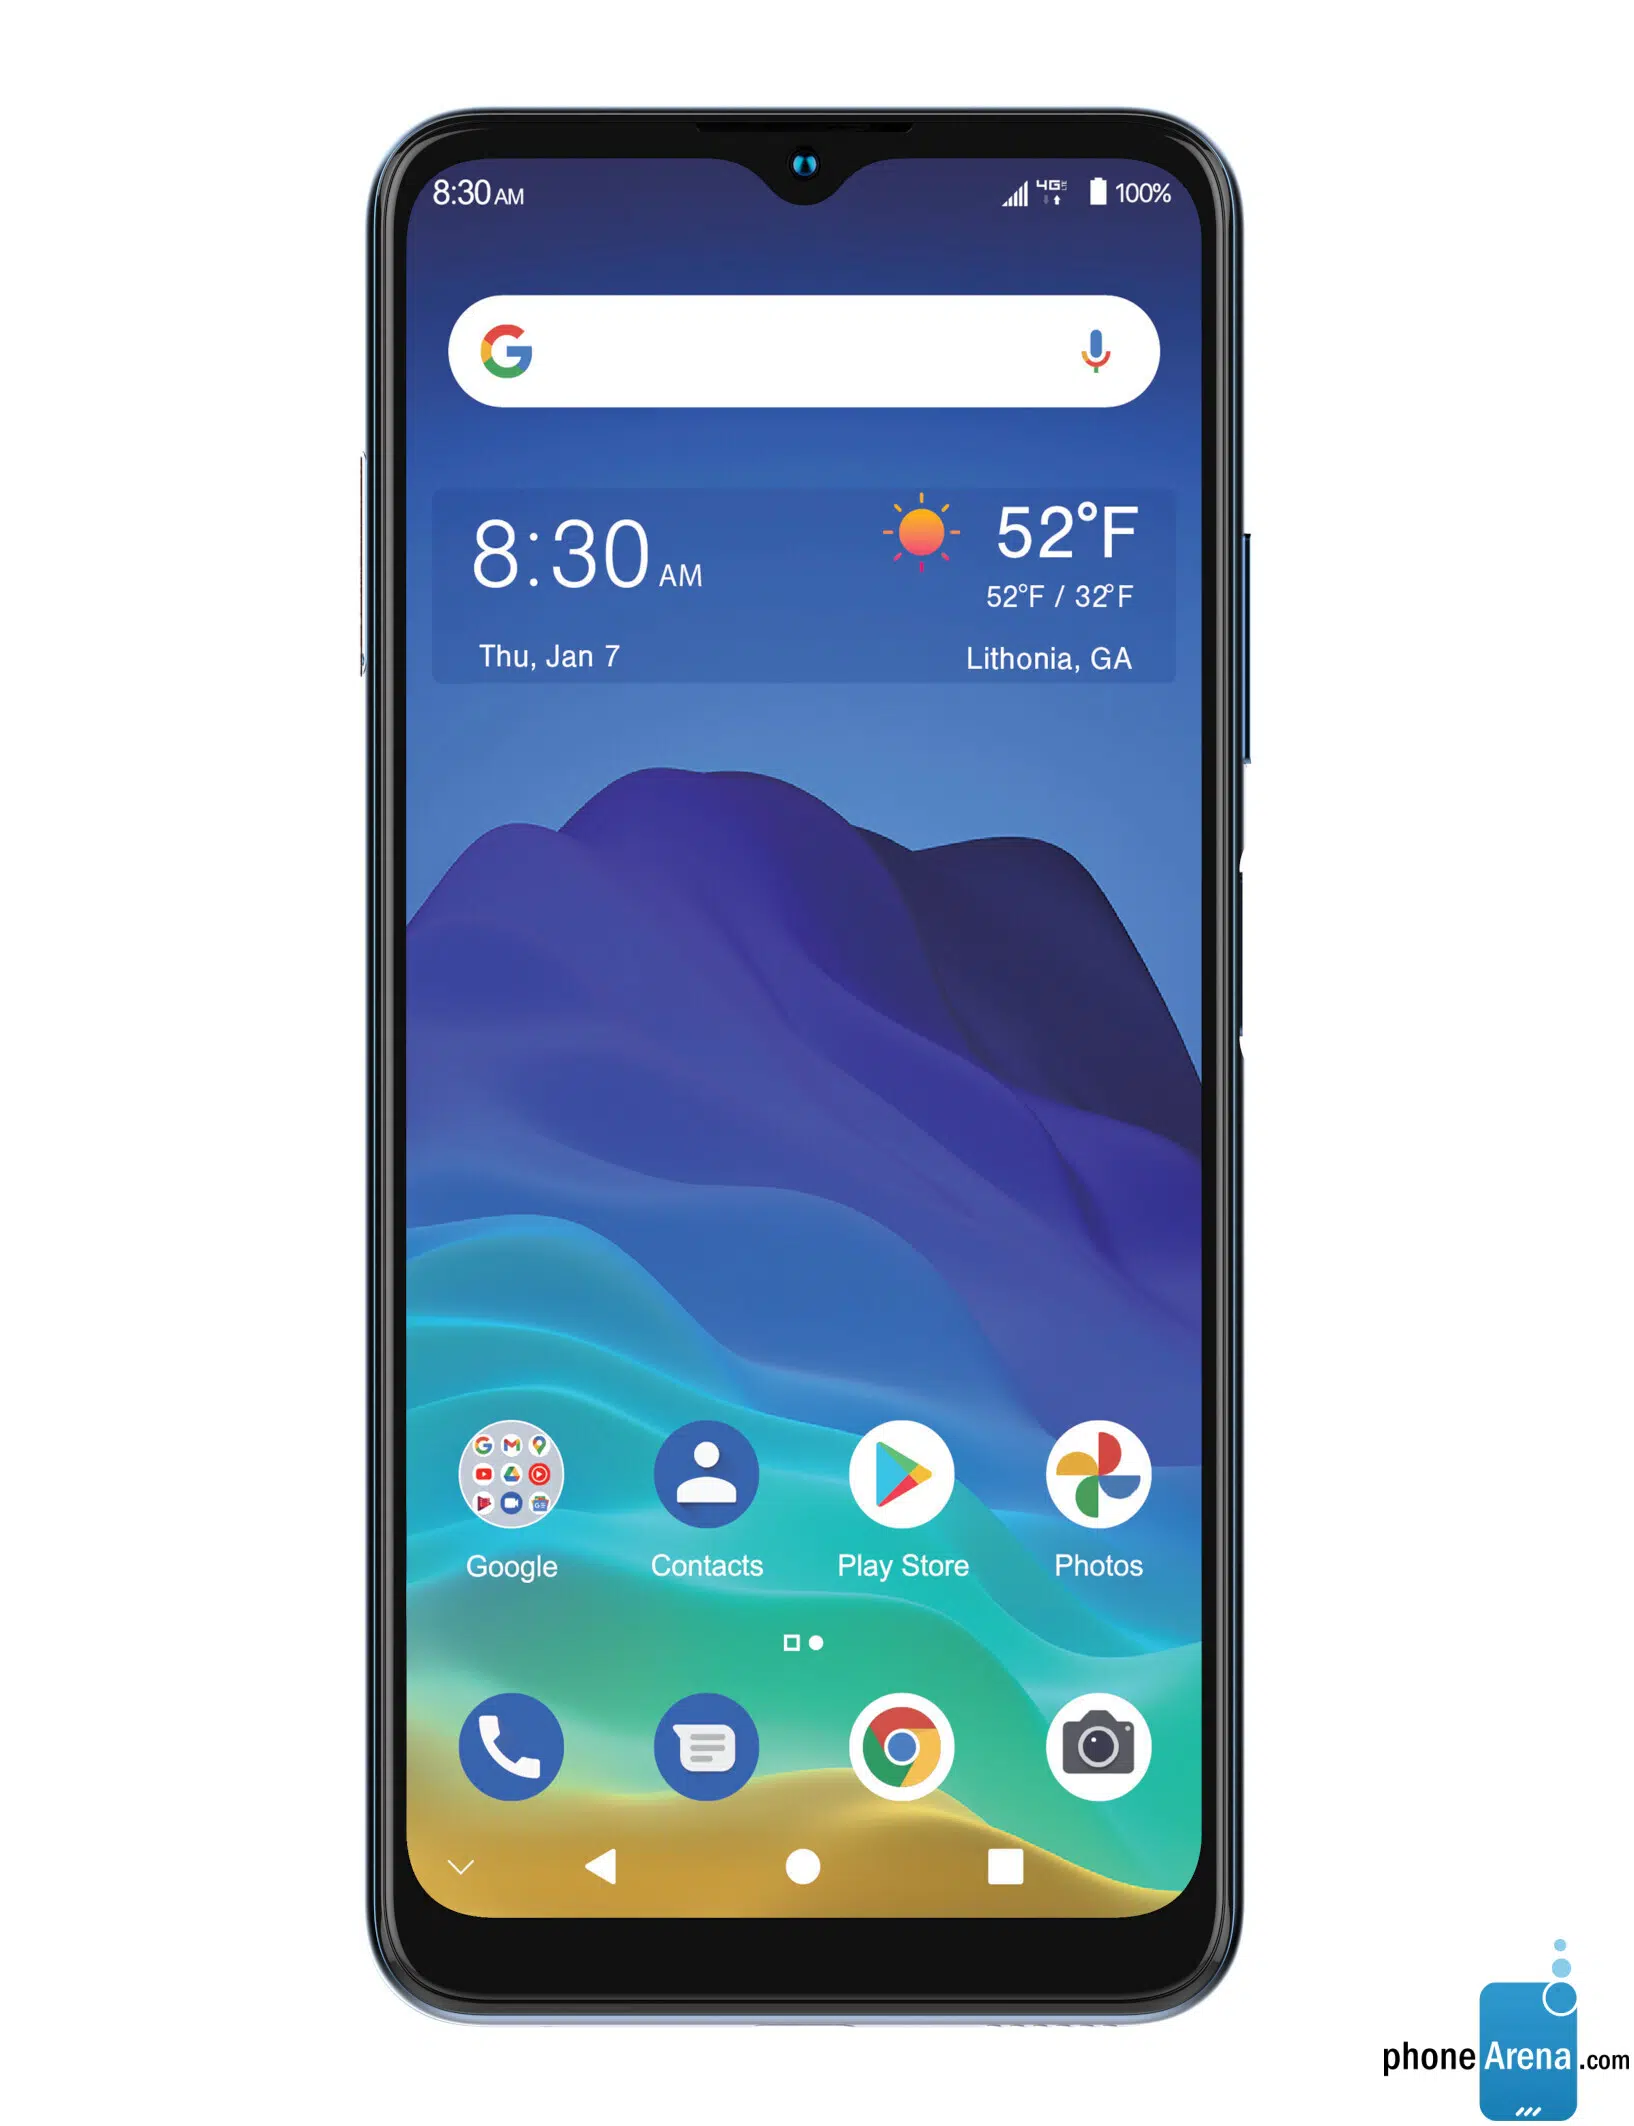 8:30 AM
4G LTE 100%
G
8:30 AM
52°F
52°F / 32°F
Thu, Jan 7
Lithonia, GA
Google
Contacts
Play Store
Photos
phoneArena.com